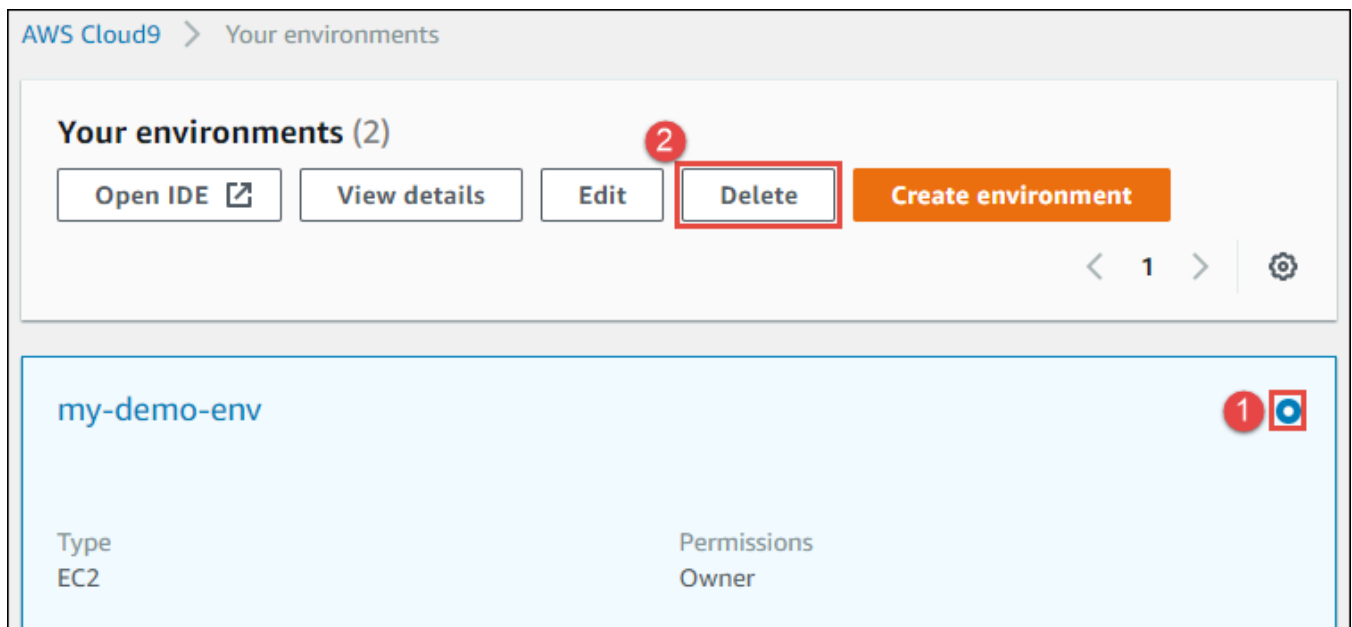 AWS Cloud9 > Your environments
Your environments (2)
2
Open IDE View details Edit Delete Create environment
< 1 >
my-demo-env
1
Type Permissions
EC2 Owner